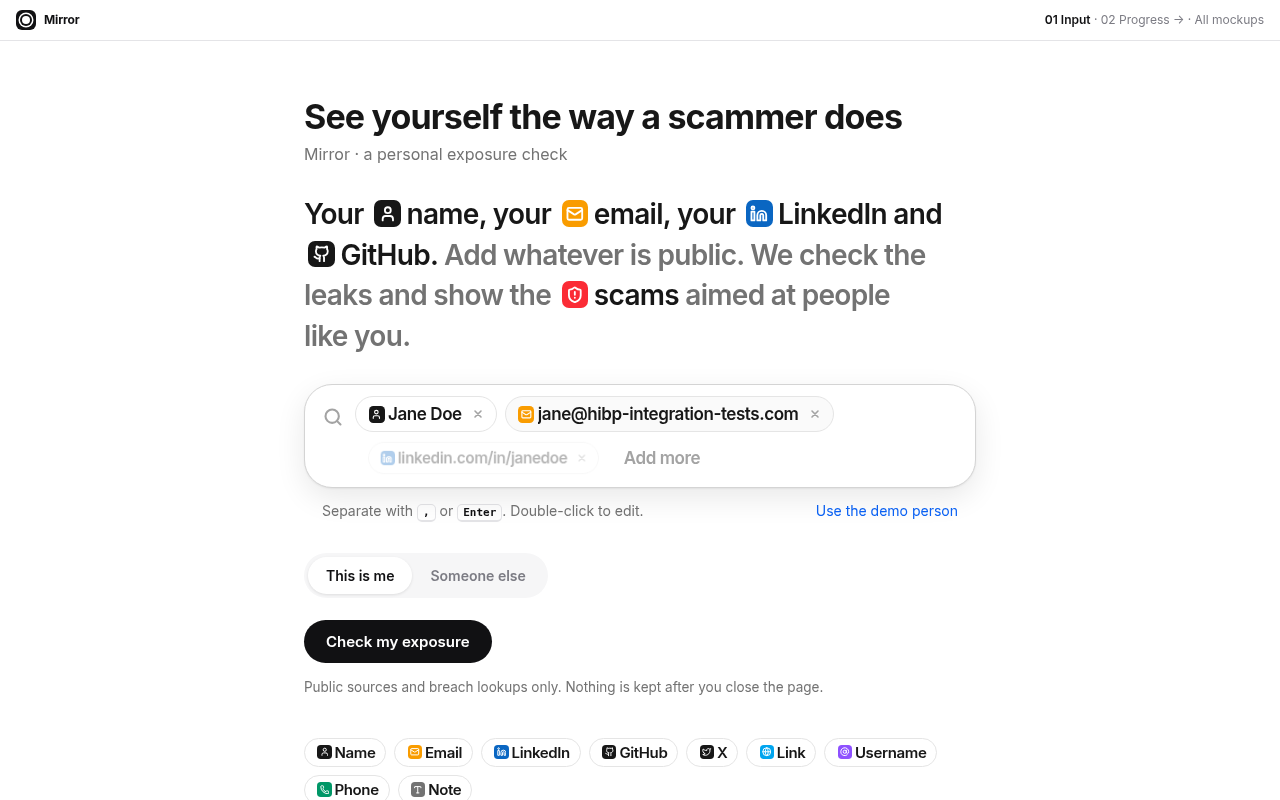 Mirror
01 Input · 02 Progress → · All mockups
See yourself the way a scammer does
Mirror · a personal exposure check
Your name, your email, your LinkedIn and
GitHub. Add whatever is public. We check the
leaks and show the scams aimed at people
like you.
Jane Doe × jane@hibp-integration-tests.com ×
linkedin.com/in/janedoe × Add more
Separate with , or Enter. Double-click to edit. Use the demo person
This is me Someone else
Check my exposure
Public sources and breach lookups only. Nothing is kept after you close the page.
Name Email LinkedIn GitHub X Link Username
Phone Note